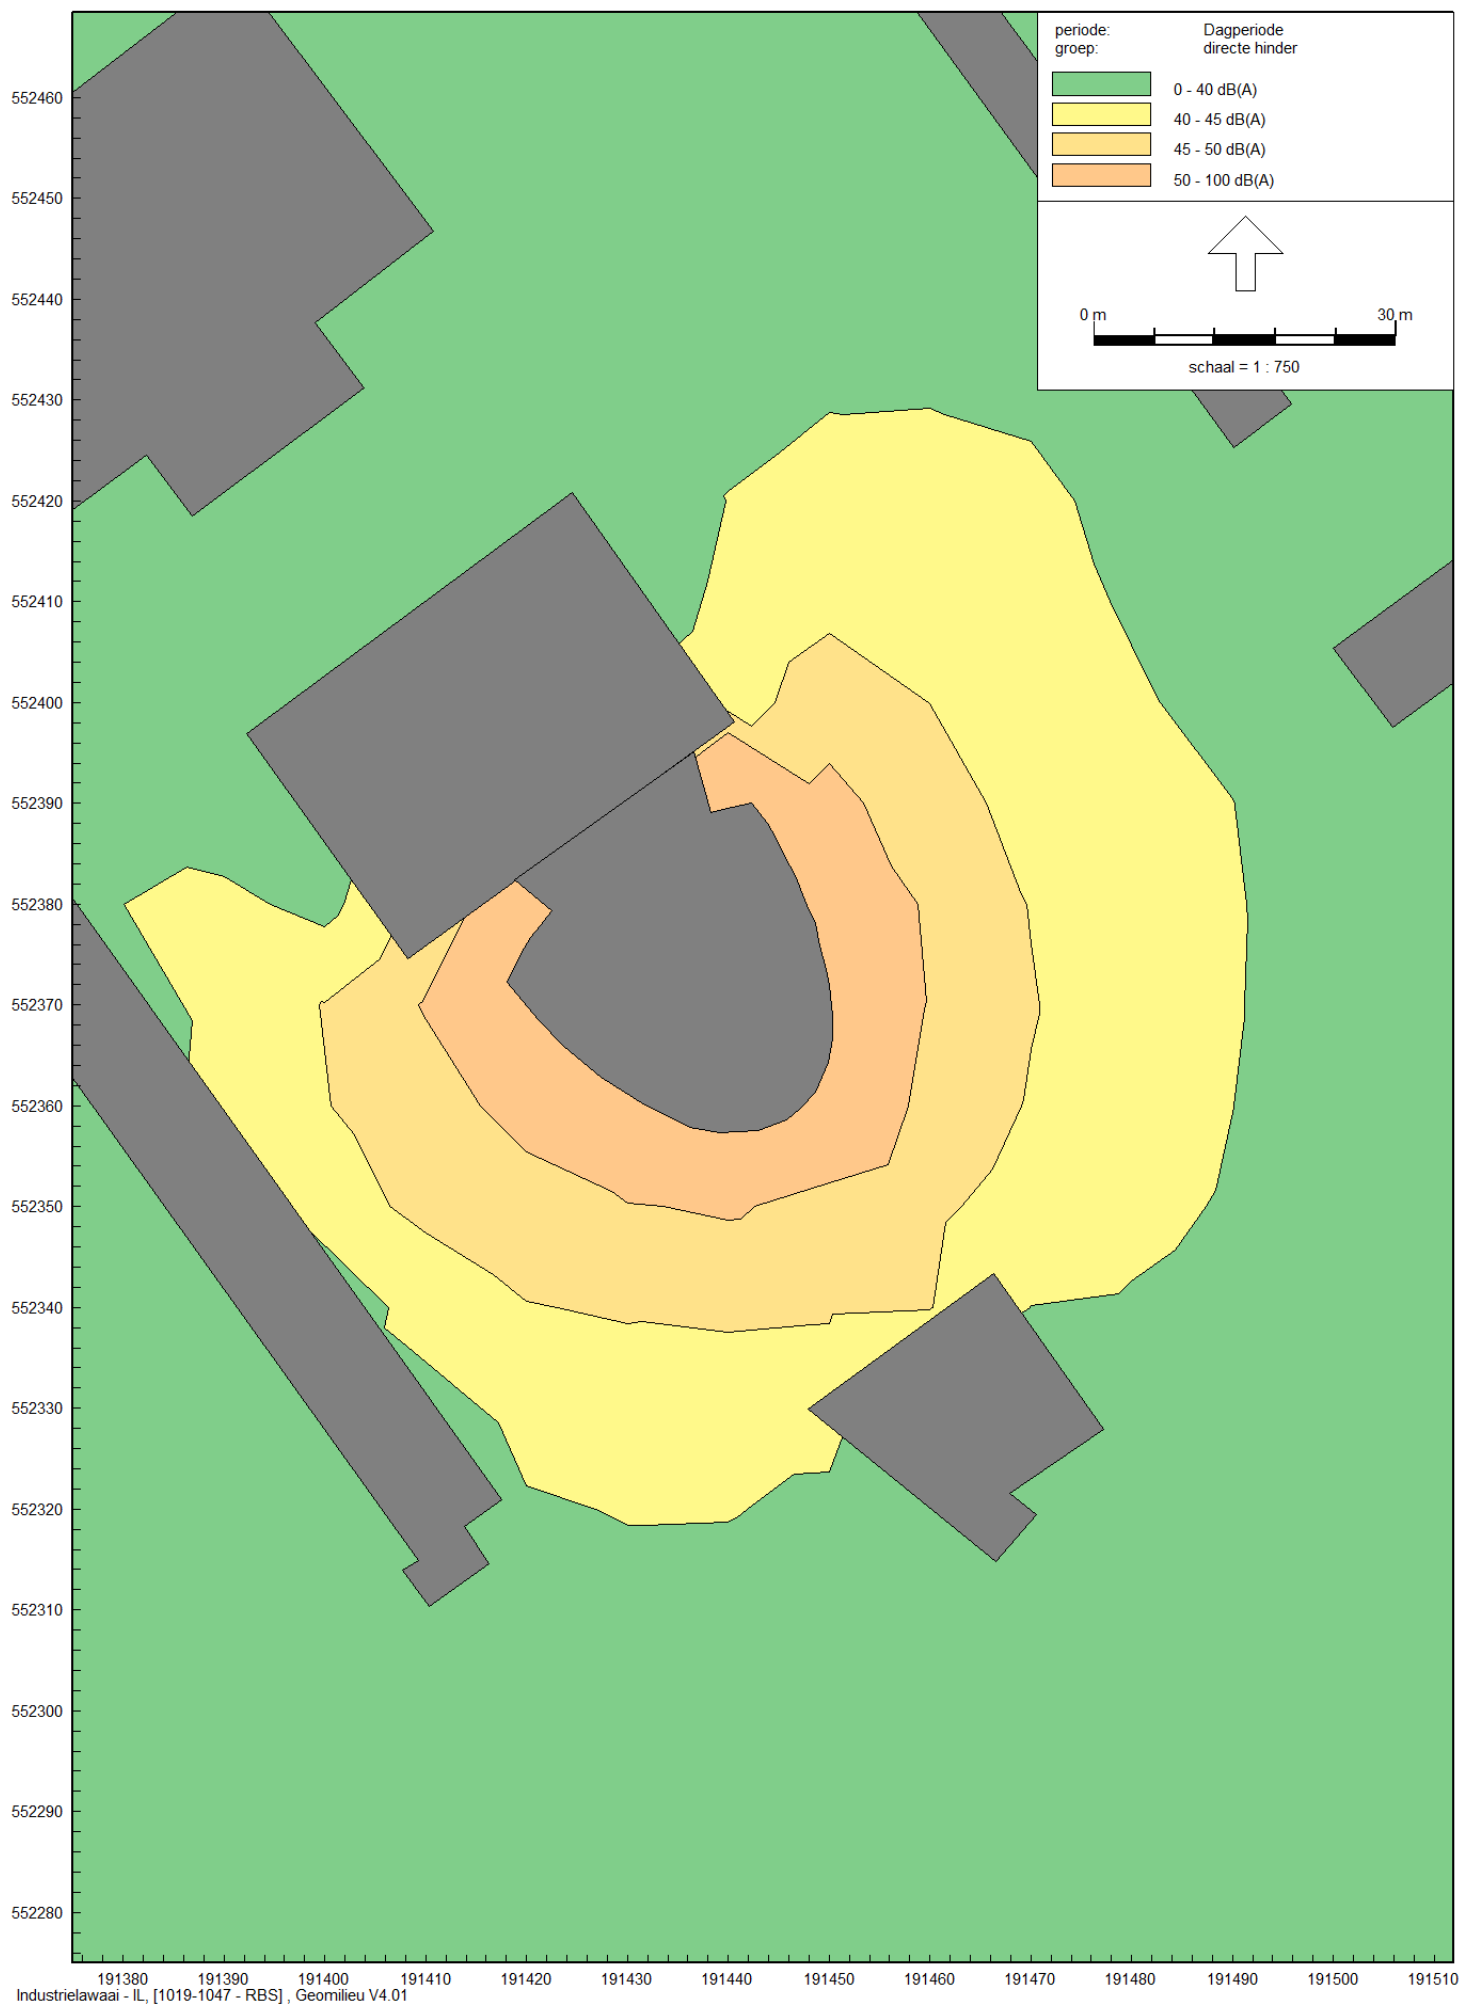 periode: Dagperiode
groep: directe hinder
0 - 40 dB(A)
40 - 45 dB(A)
45 - 50 dB(A)
50 - 100 dB(A)
0 m 30 m
schaal = 1 : 750
552460
552450
552440
552430
552420
552410
552400
552390
552380
552370
552360
552350
552340
552330
552320
552310
552300
552290
552280
191380 191390 191400 191410 191420 191430 191440 191450 191460 191470 191480 191490 191500 191510
Industrielawaai - IL, [1019-1047 - RBS] , Geomilieu V4.01